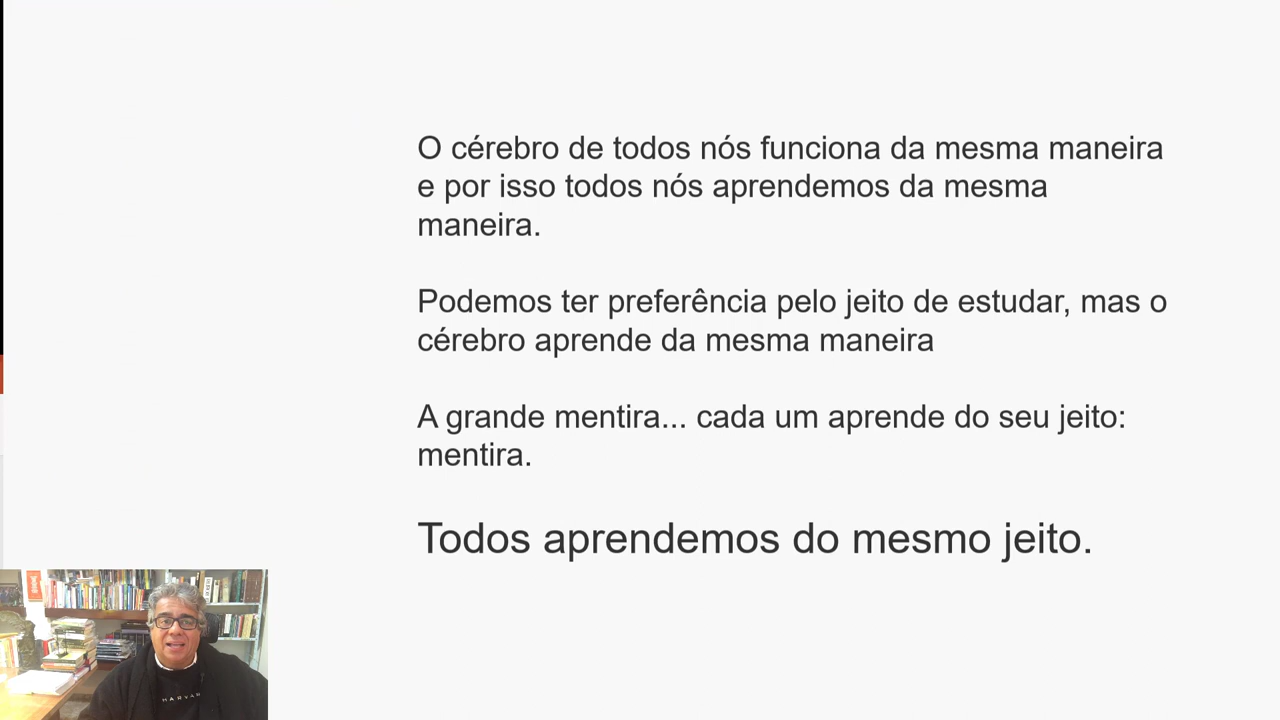 O cérebro de todos nós funciona da mesma maneira
e por isso todos nós aprendemos da mesma
maneira.
Podemos ter preferência pelo jeito de estudar, mas o
cérebro aprende da mesma maneira
A grande mentira... cada um aprende do seu jeito:
mentira.
Todos aprendemos do mesmo jeito.